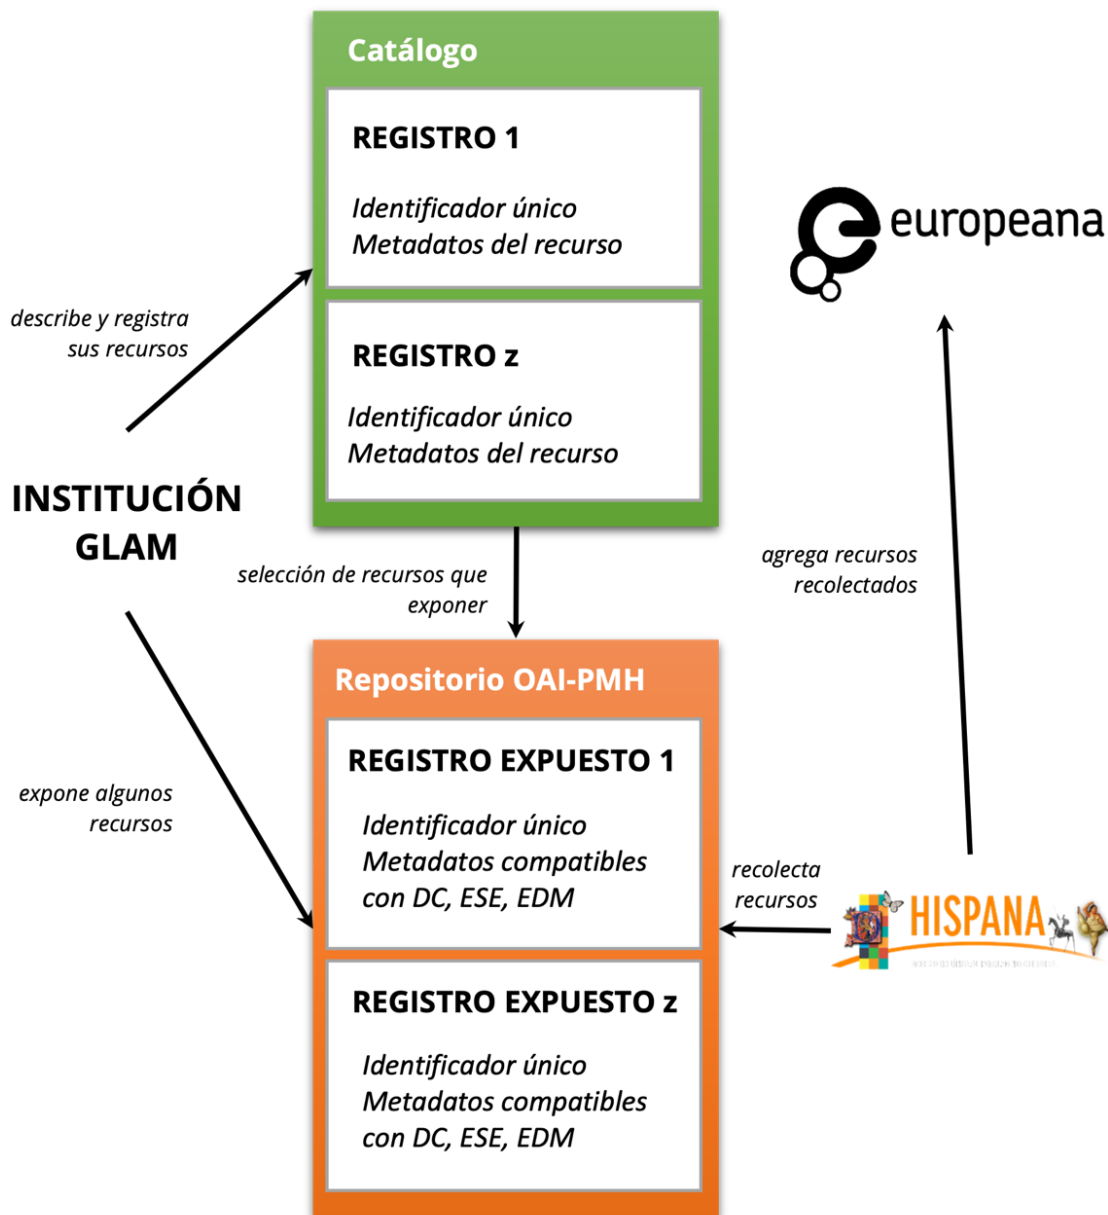 Catálogo
REGISTRO 1
Identificador único
Metadatos del recurso
europeana
describe y registra
sus recursos
REGISTRO z
Identificador único
Metadatos del recurso
INSTITUCIÓN
GLAM
selección de recursos que
exponer
agrega recursos
recolectados
Repositorio OAI-PMH
REGISTRO EXPUESTO 1
Identificador único
Metadatos compatibles
con DC, ESE, EDM
expone algunos
recursos
recolecta
recursos
HISPANA
REGISTRO EXPUESTO z
Identificador único
Metadatos compatibles
con DC, ESE, EDM